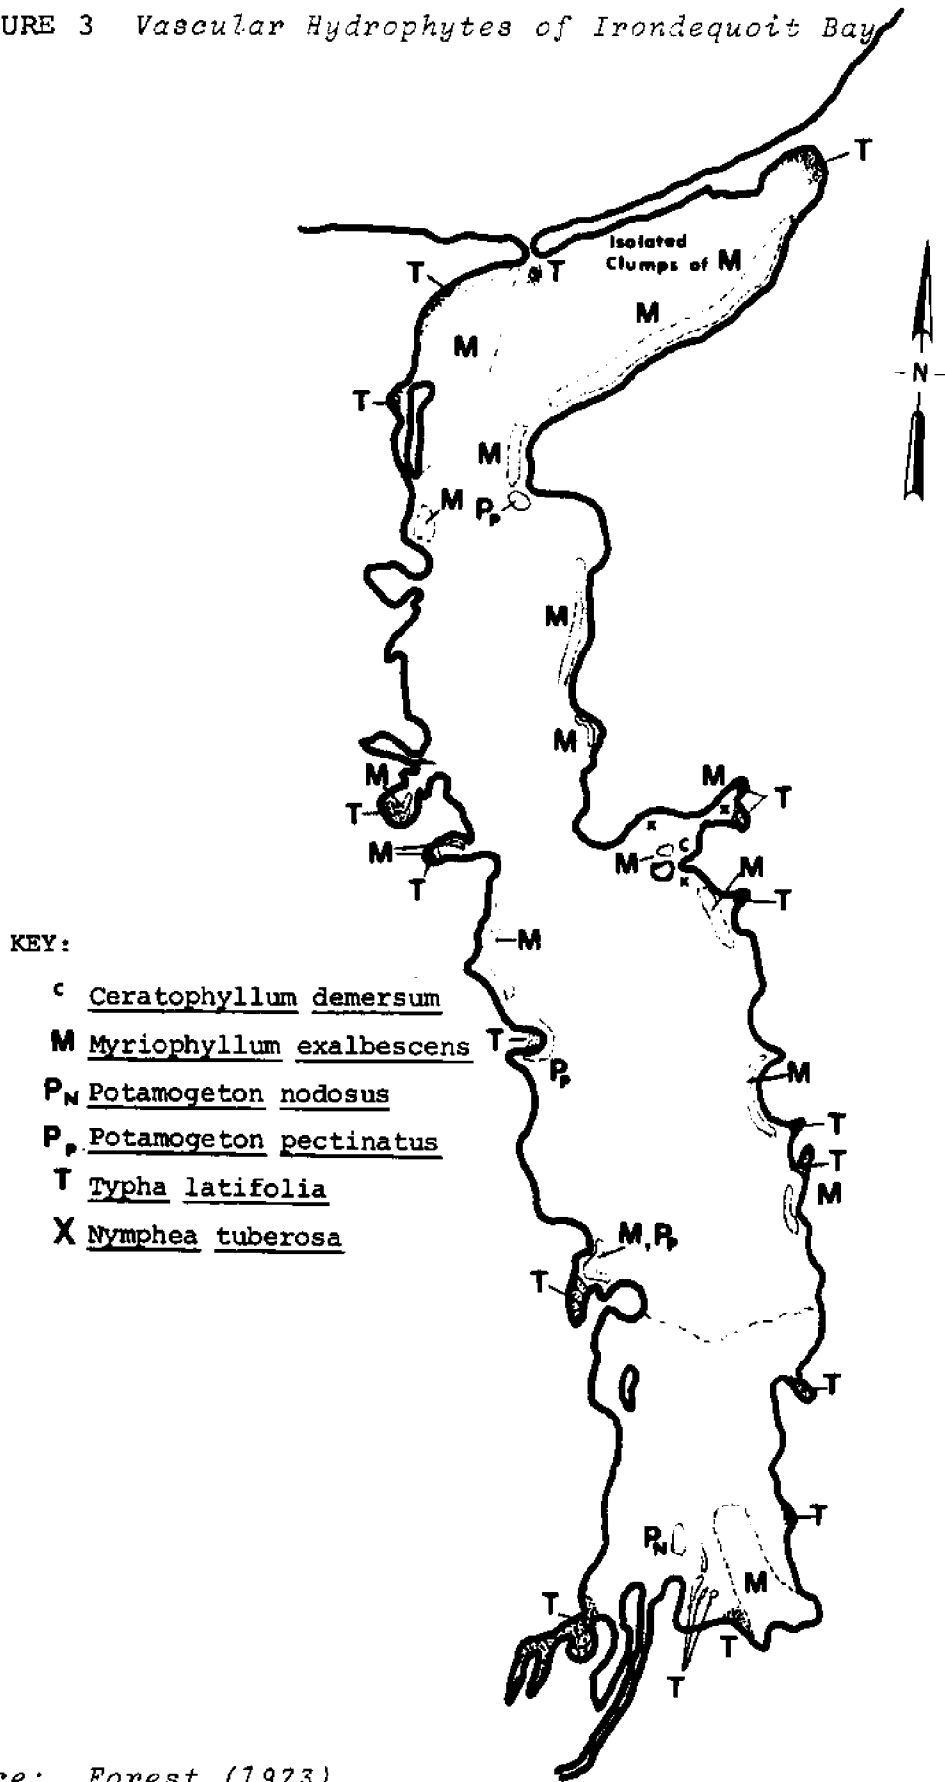 URE 3 Vascular Hydrophytes of Irondequoit Bay
T
Isolated
Clumps of M
T
T
M
M
T
M
M
Pp
M
M
M
M
T
T
x
x
c
M
M
M
T
T
M
T
M
KEY:
c Ceratophyllum demersum
M Myriophyllum exalbescens
PN Potamogeton nodosus
Pp Potamogeton pectinatus
T Typha latifolia
X Nymphea tuberosa
x
T
Pp
M
T
T
M
M, Pp
T
T
T
PN
M
T
T
T
N
re: Forest (1973)